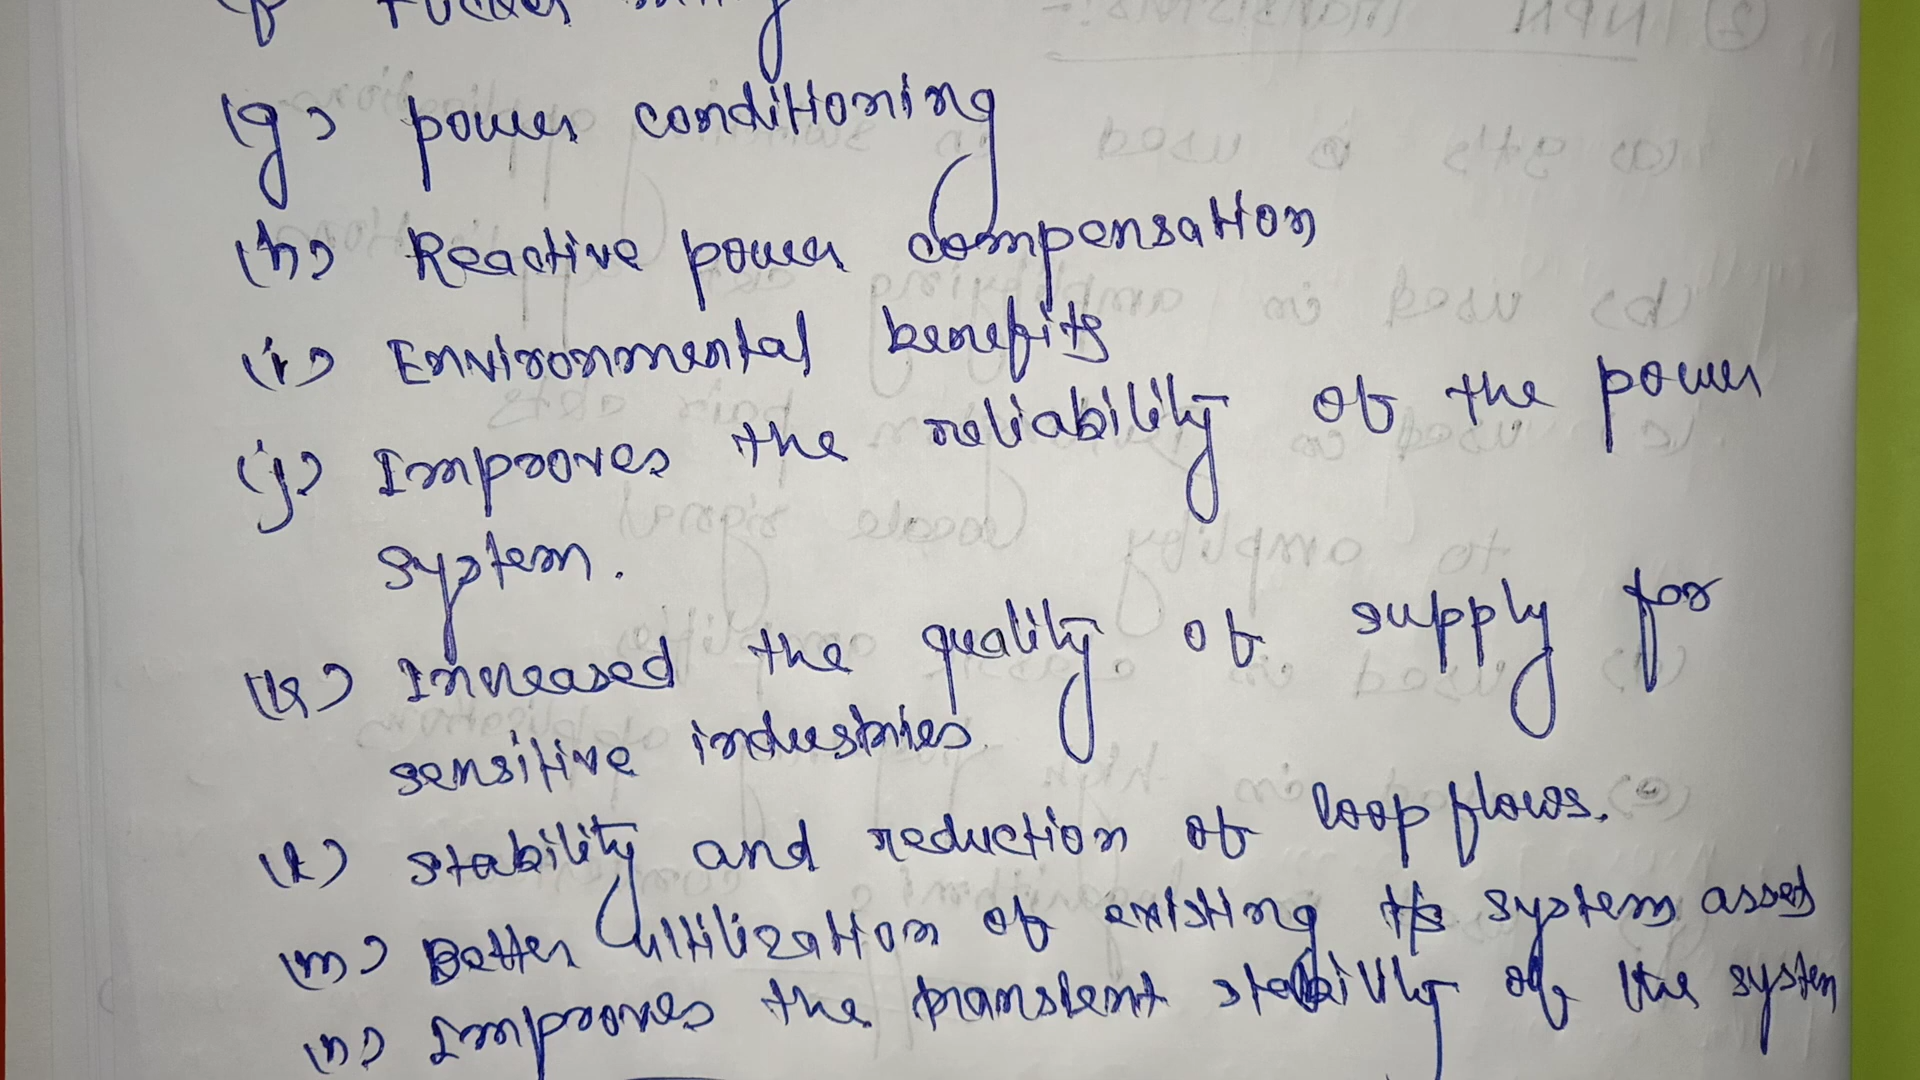 (g) power conditioning
(h) Reactive power compensation
(i) Environmental benefits
(j) Improves the reliability of the power
system.
(k) Increased the quality of supply for
sensitive industries.
(l) stability and reduction of loop flows.
(m) Better utilization of existing system asset
(n) Improves the transient stability of the system